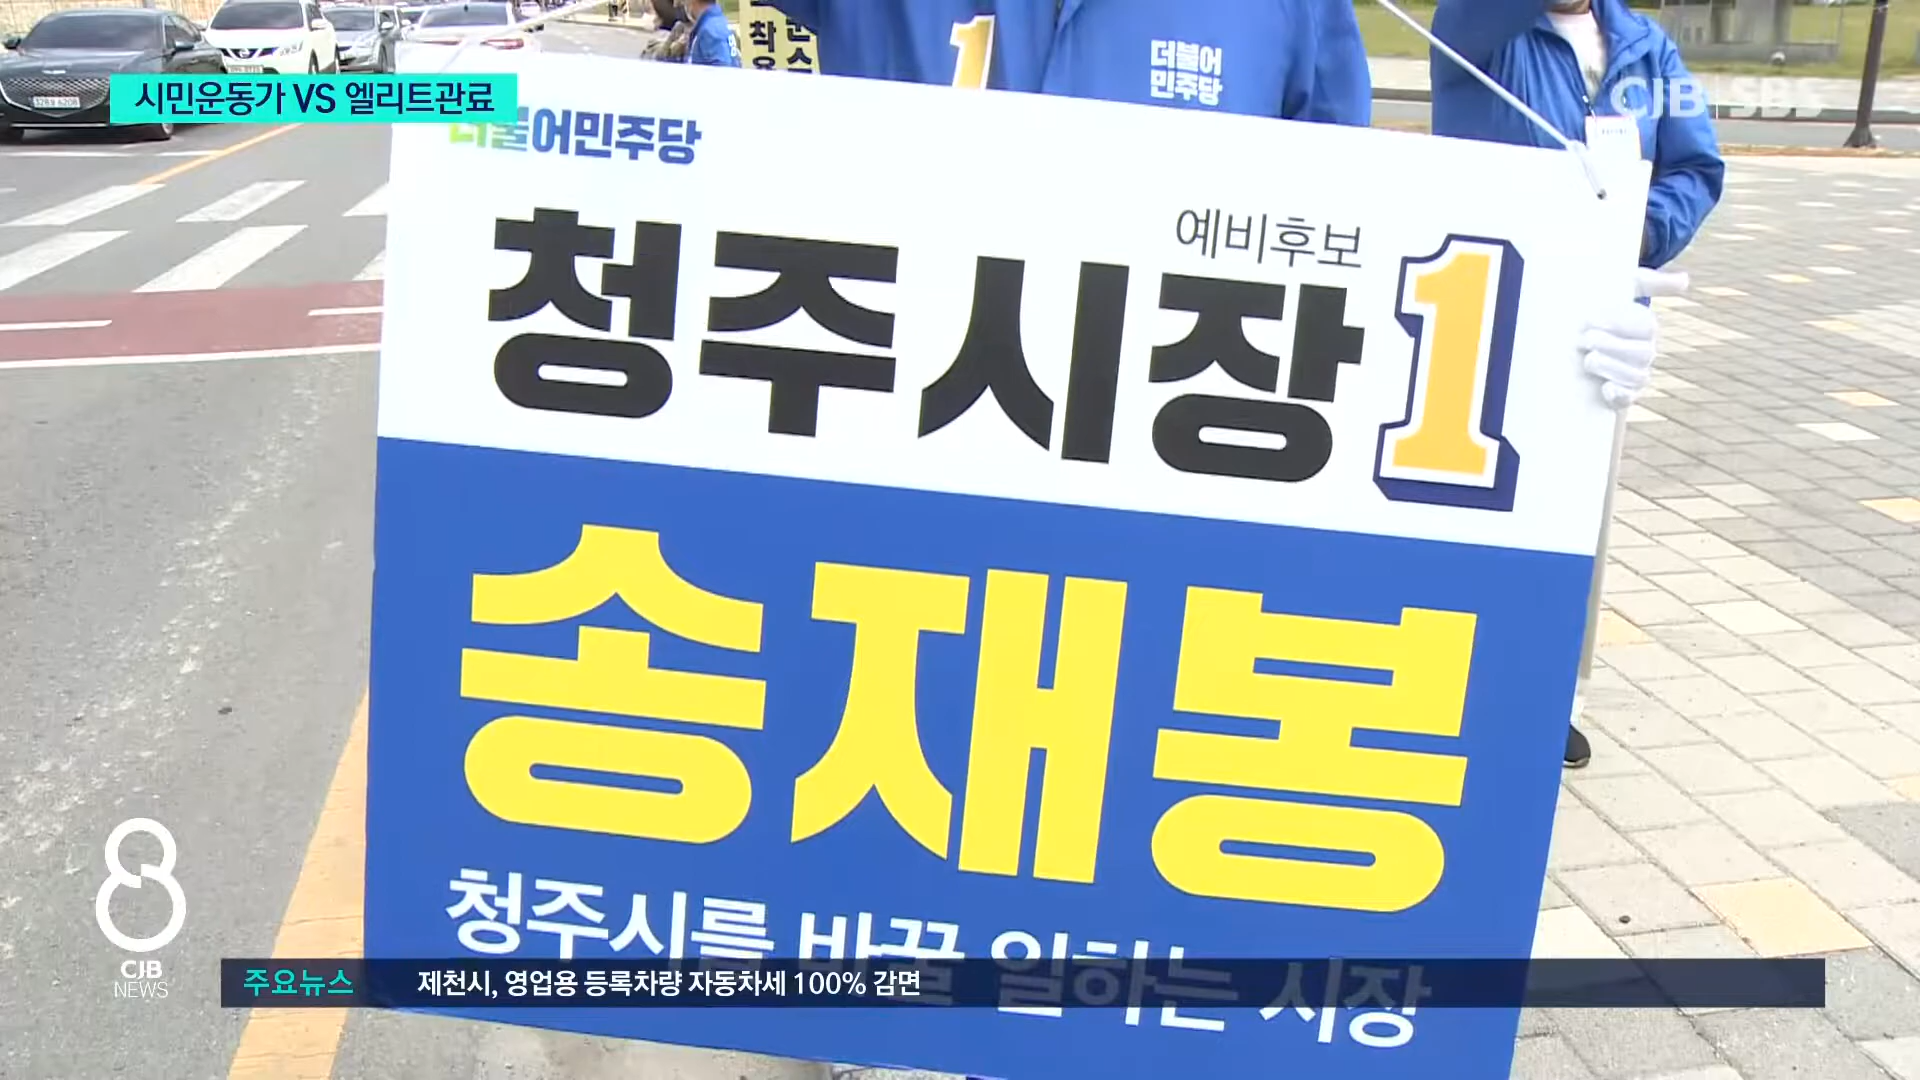 시민운동가 VS 엘리트관료
CJB SBS
1
더불어
민주당
더불어민주당
예비후보
청주시장 1
송재봉
청주시를 바꿀 일하는 시장
8
CJB
NEWS
주요뉴스 제천시, 영업용 등록차량 자동차세 100% 감면